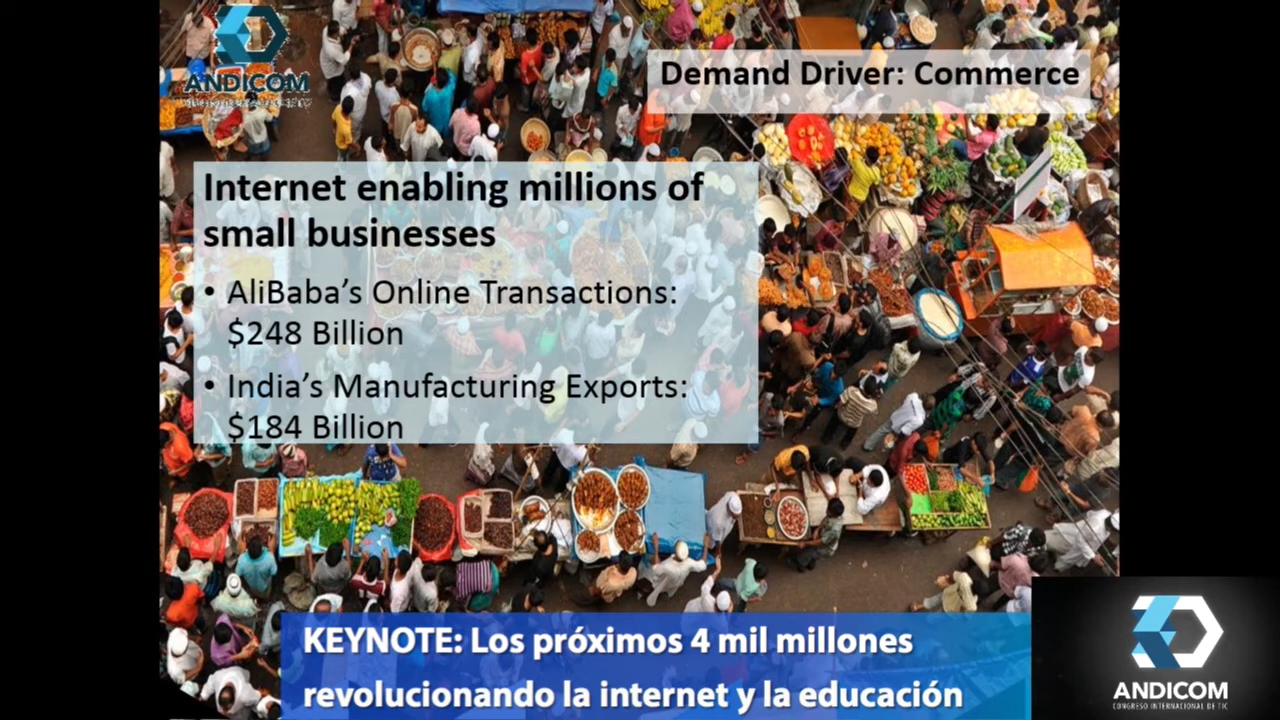 ANDICOM
Demand Driver: Commerce
Internet enabling millions of
small businesses
• AliBaba's Online Transactions:
$248 Billion
• India's Manufacturing Exports:
$184 Billion
KEYNOTE: Los próximos 4 mil millones
revolucionando la internet y la educación
ANDICOM
CONGRESO INTERNACIONAL DE TIC